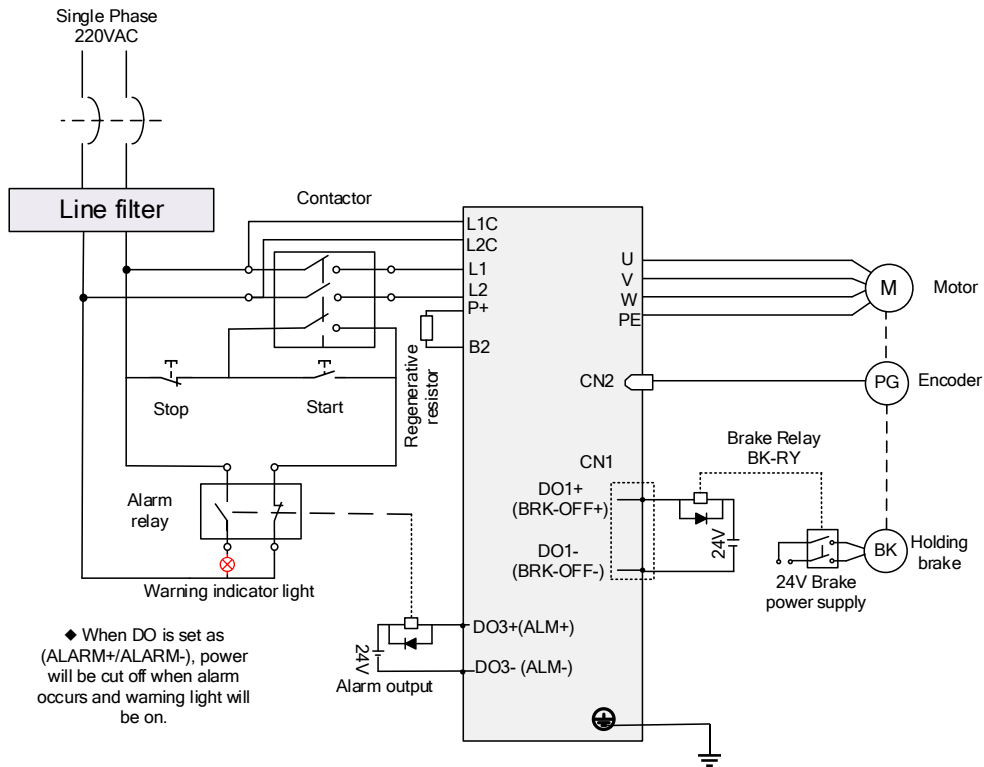 Single Phase
220VAC
Line filter
Contactor
L1C
L2C
L1
L2
P+
B2
Regenerative
resistor
Stop
Start
Alarm
relay
Warning indicator light
◆ When DO is set as
(ALARM+/ALARM-), power
will be cut off when alarm
occurs and warning light will
be on.
24V
Alarm output
DO3+(ALM+)
DO3- (ALM-)
U
V
W
PE
M
Motor
CN2
PG
Encoder
CN1
DO1+
(BRK-OFF+)
DO1-
(BRK-OFF-)
Brake Relay
BK-RY
24V
24V Brake
power supply
BK
Holding
brake